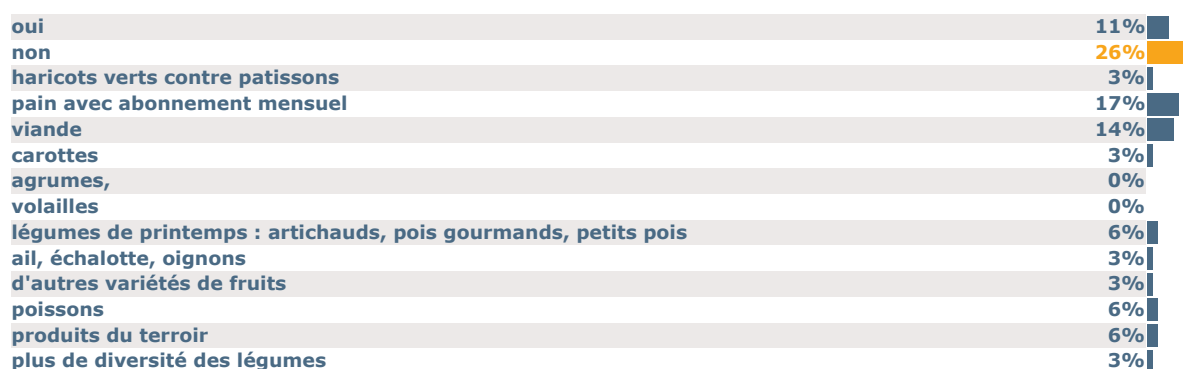 oui 11%
non 26%
haricots verts contre patissons 3%
pain avec abonnement mensuel 17%
viande 14%
carottes 3%
agrumes, 0%
volailles 0%
légumes de printemps : artichauds, pois gourmands, petits pois 6%
ail, échalotte, oignons 3%
d'autres variétés de fruits 3%
poissons 6%
produits du terroir 6%
plus de diversité des légumes 3%